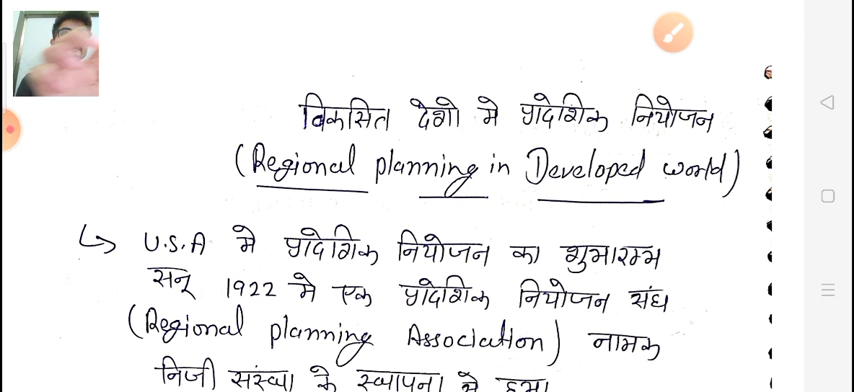 विकसित देशो मे प्रादेशिक नियोजन
(Regional planning in Developed world)
↳ U.S.A मे प्रादेशिक नियोजन का शुभारम्भ
सन् 1922 मे एक प्रादेशिक नियोजन संघ
(Regional planning Association) नामक
निजी संस्था के स्थापना से हुआ